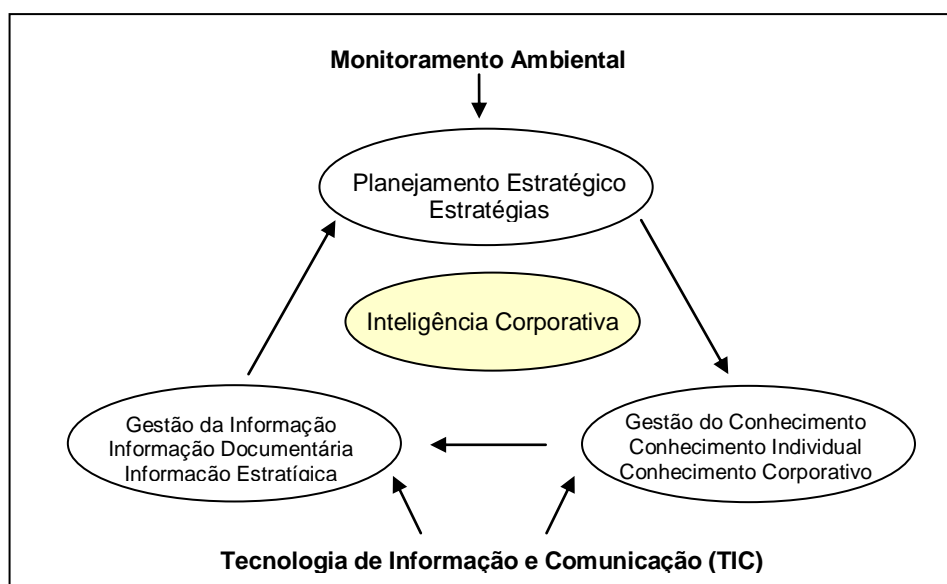 Monitoramento Ambiental
Planejamento Estratégico
Estratégias
Inteligência Corporativa
Gestão da Informação
Informação Documentária
Informação Estratígica
Gestão do Conhecimento
Conhecimento Individual
Conhecimento Corporativo
Tecnologia de Informação e Comunicação (TIC)